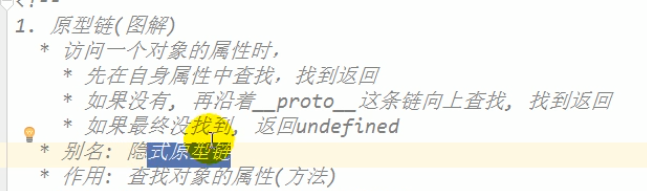 <!--
1. 原型链(图解)
* 访问一个对象的属性时，
* 先在自身属性中查找，找到返回
* 如果没有, 再沿着__proto__这条链向上查找, 找到返回
* 如果最终没找到, 返回undefined
* 别名: 隐式原型链
* 作用: 查找对象的属性(方法)